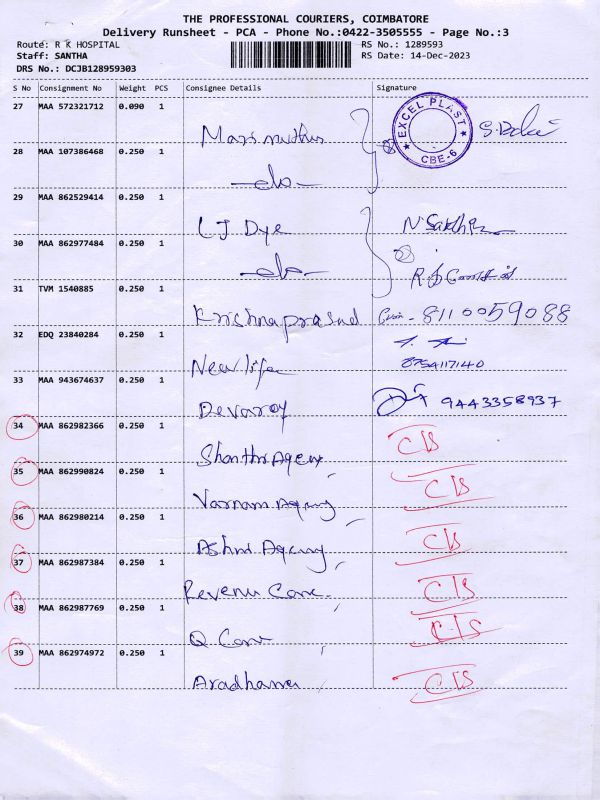 THE PROFESSIONAL COURIERS, COIMBATORE
Delivery Runsheet - PCA - Phone No.:0422-3505555 - Page No.:3
Route: R K HOSPITAL
RS No.: 1289593
Staff: SANTHA
RS Date: 14-Dec-2023
DRS No.: DCJB128959303
S No Consignment No Weight PCS Consignee Details Signature
27 MAA 572321712 0.090 1
EXCEL PLAST
CBE-6
28 MAA 107386468 0.250 1
-do-
29 MAA 862529414 0.250 1
LJ Dye
30 MAA 862977484 0.250 1
-do-
31 TVM 1540885 0.250 1
Krishnaprasad 8110059088
32 EDQ 23840284 0.250 1
New life 8754117140
33 MAA 943674637 0.250 1
Devaroy 9443358937
34 MAA 862982366 0.250 1
Shanthi Agency C/S
35 MAA 862990824 0.250 1
Varnam Agency C/S
36 MAA 862980214 0.250 1
Ashni Agency C/S
37 MAA 862987384 0.250 1
Revenu Care C/S
38 MAA 862987769 0.250 1
Q Care C/S
39 MAA 862974972 0.250 1
Aradhana C/S